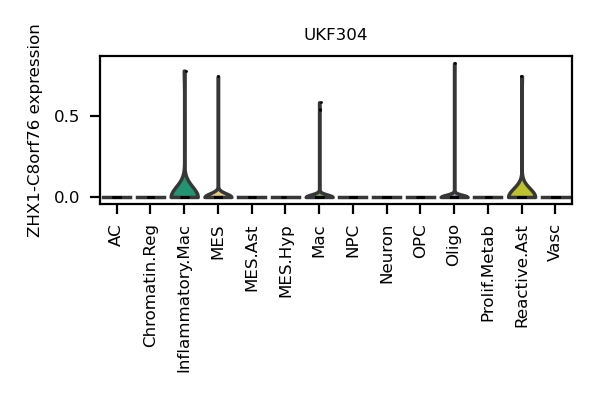 UKF304
ZHX1-C8orf76 expression
0.5
0.0
AC
Chromatin.Reg
Inflammatory.Mac
MES
MES.Ast
MES.Hyp
Mac
NPC
Neuron
OPC
Oligo
Prolif.Metab
Reactive.Ast
Vasc